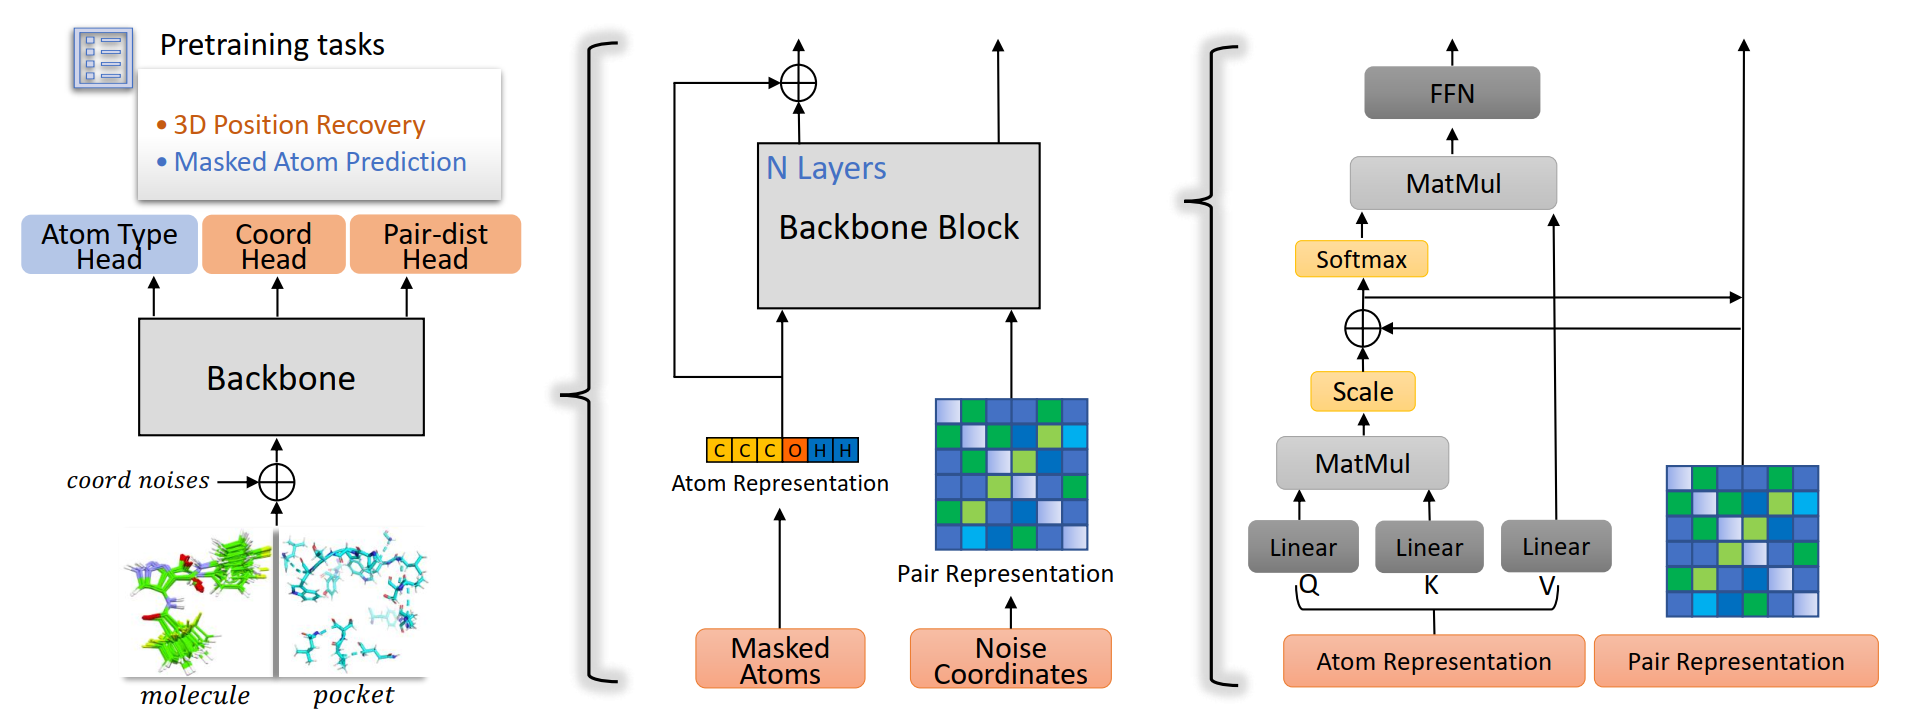 Pretraining tasks
• 3D Position Recovery
• Masked Atom Prediction
Atom Type
Head
Coord
Head
Pair-dist
Head
Backbone
coord noises
molecule
pocket
N Layers
Backbone Block
C C C O H H
Atom Representation
Pair Representation
Masked
Atoms
Noise
Coordinates
FFN
MatMul
Softmax
Scale
MatMul
Linear
Linear
Linear
Q
K
V
Atom Representation
Pair Representation